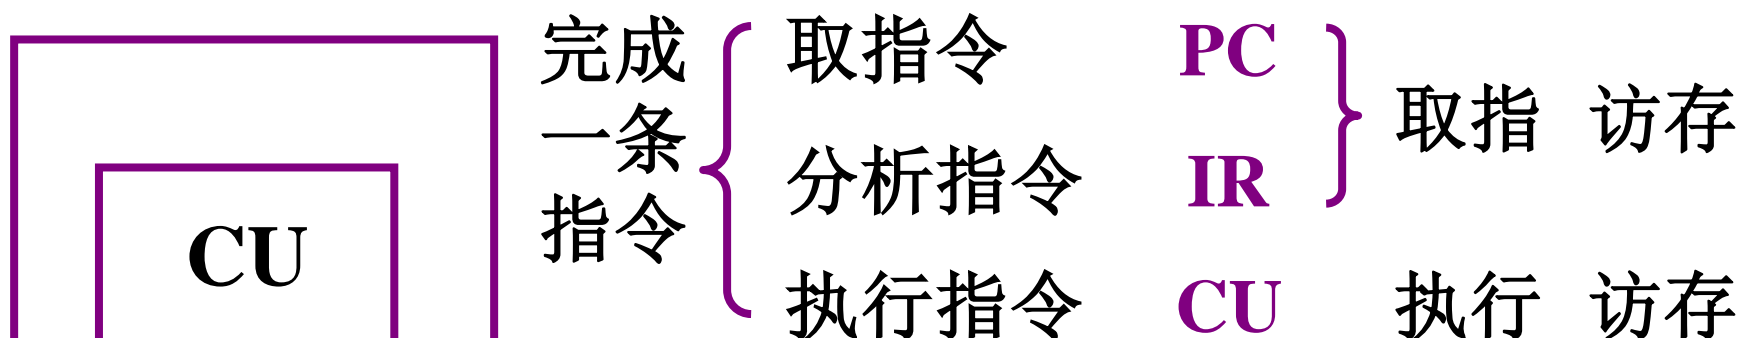 完成
一条
指令
取指令 PC
分析指令 IR
取指 访存
执行指令 CU 执行 访存
CU